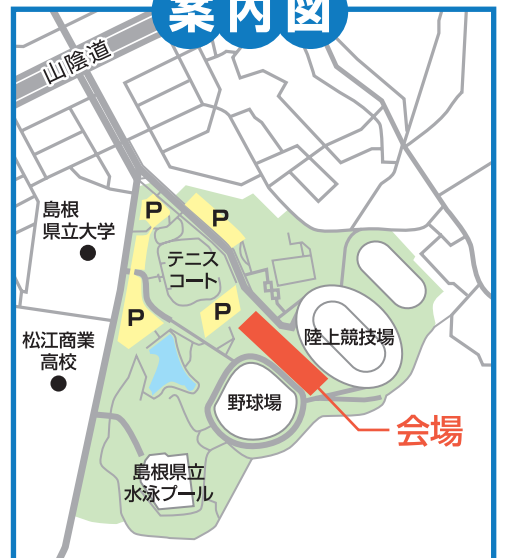 案内図
山陰道
島根
県立大学
P
P
テニス
コート
P
P
松江商業
高校
陸上競技場
野球場
会場
島根県立
水泳プール